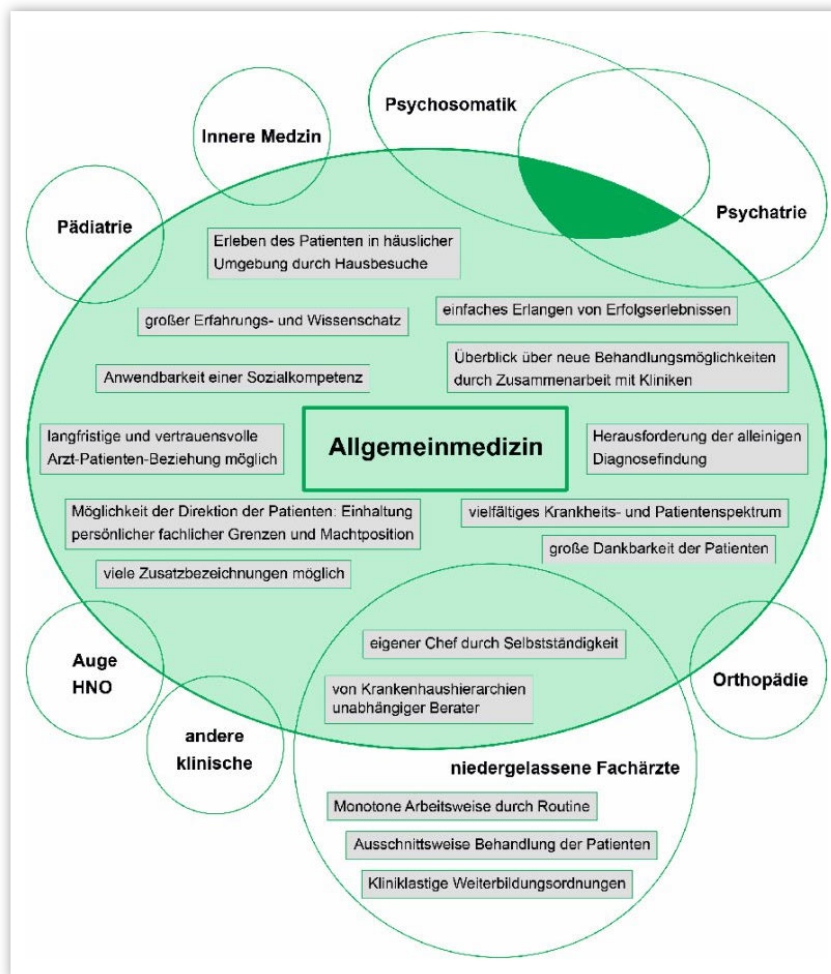 Psychosomatik
Innere Medzin
Psychatrie
Pädiatrie
Erleben des Patienten in häuslicher
Umgebung durch Hausbesuche
einfaches Erlangen von Erfolgserlebnissen
großer Erfahrungs- und Wissenschatz
Überblick über neue Behandlungsmöglichkeiten
durch Zusammenarbeit mit Kliniken
Anwendbarkeit einer Sozialkompetenz
langfristige und vertrauensvolle
Arzt-Patienten-Beziehung möglich
Allgemeinmedizin
Herausforderung der alleinigen
Diagnosefindung
Möglichkeit der Direktion der Patienten: Einhaltung
persönlicher fachlicher Grenzen und Machtposition
vielfältiges Krankheits- und Patientenspektrum
große Dankbarkeit der Patienten
viele Zusatzbezeichnungen möglich
eigener Chef durch Selbstständigkeit
Auge
HNO
Orthopädie
von Krankenhaushierarchien
unabhängiger Berater
andere
klinische
niedergelassene Fachärzte
Monotone Arbeitsweise durch Routine
Ausschnittsweise Behandlung der Patienten
Kliniklastige Weiterbildungsordnungen